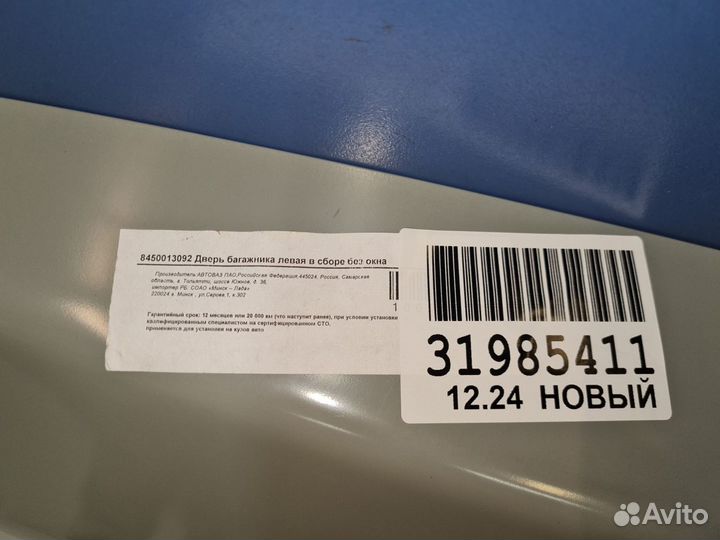 8450013092 Дверь багажника левая в сборе без окна
Производитель:АВТОВАЗ ПАО,Российская Федерация,445024, Россия, Самарская
область, г. Тольятти, шоссе Южное, д. 36,
импортер РБ: СОАО «Минск – Лада»
220024 г. Минск , ул.Серова,1, к.302
1
Гарантийный срок: 12 месяцев или 20 000 км (что наступит ранее), при условии установки
квалифицированным специалистом на сертифицированном СТО,
применяется для установки на кузов авто
31985411
12.24 НОВЫЙ
Avito